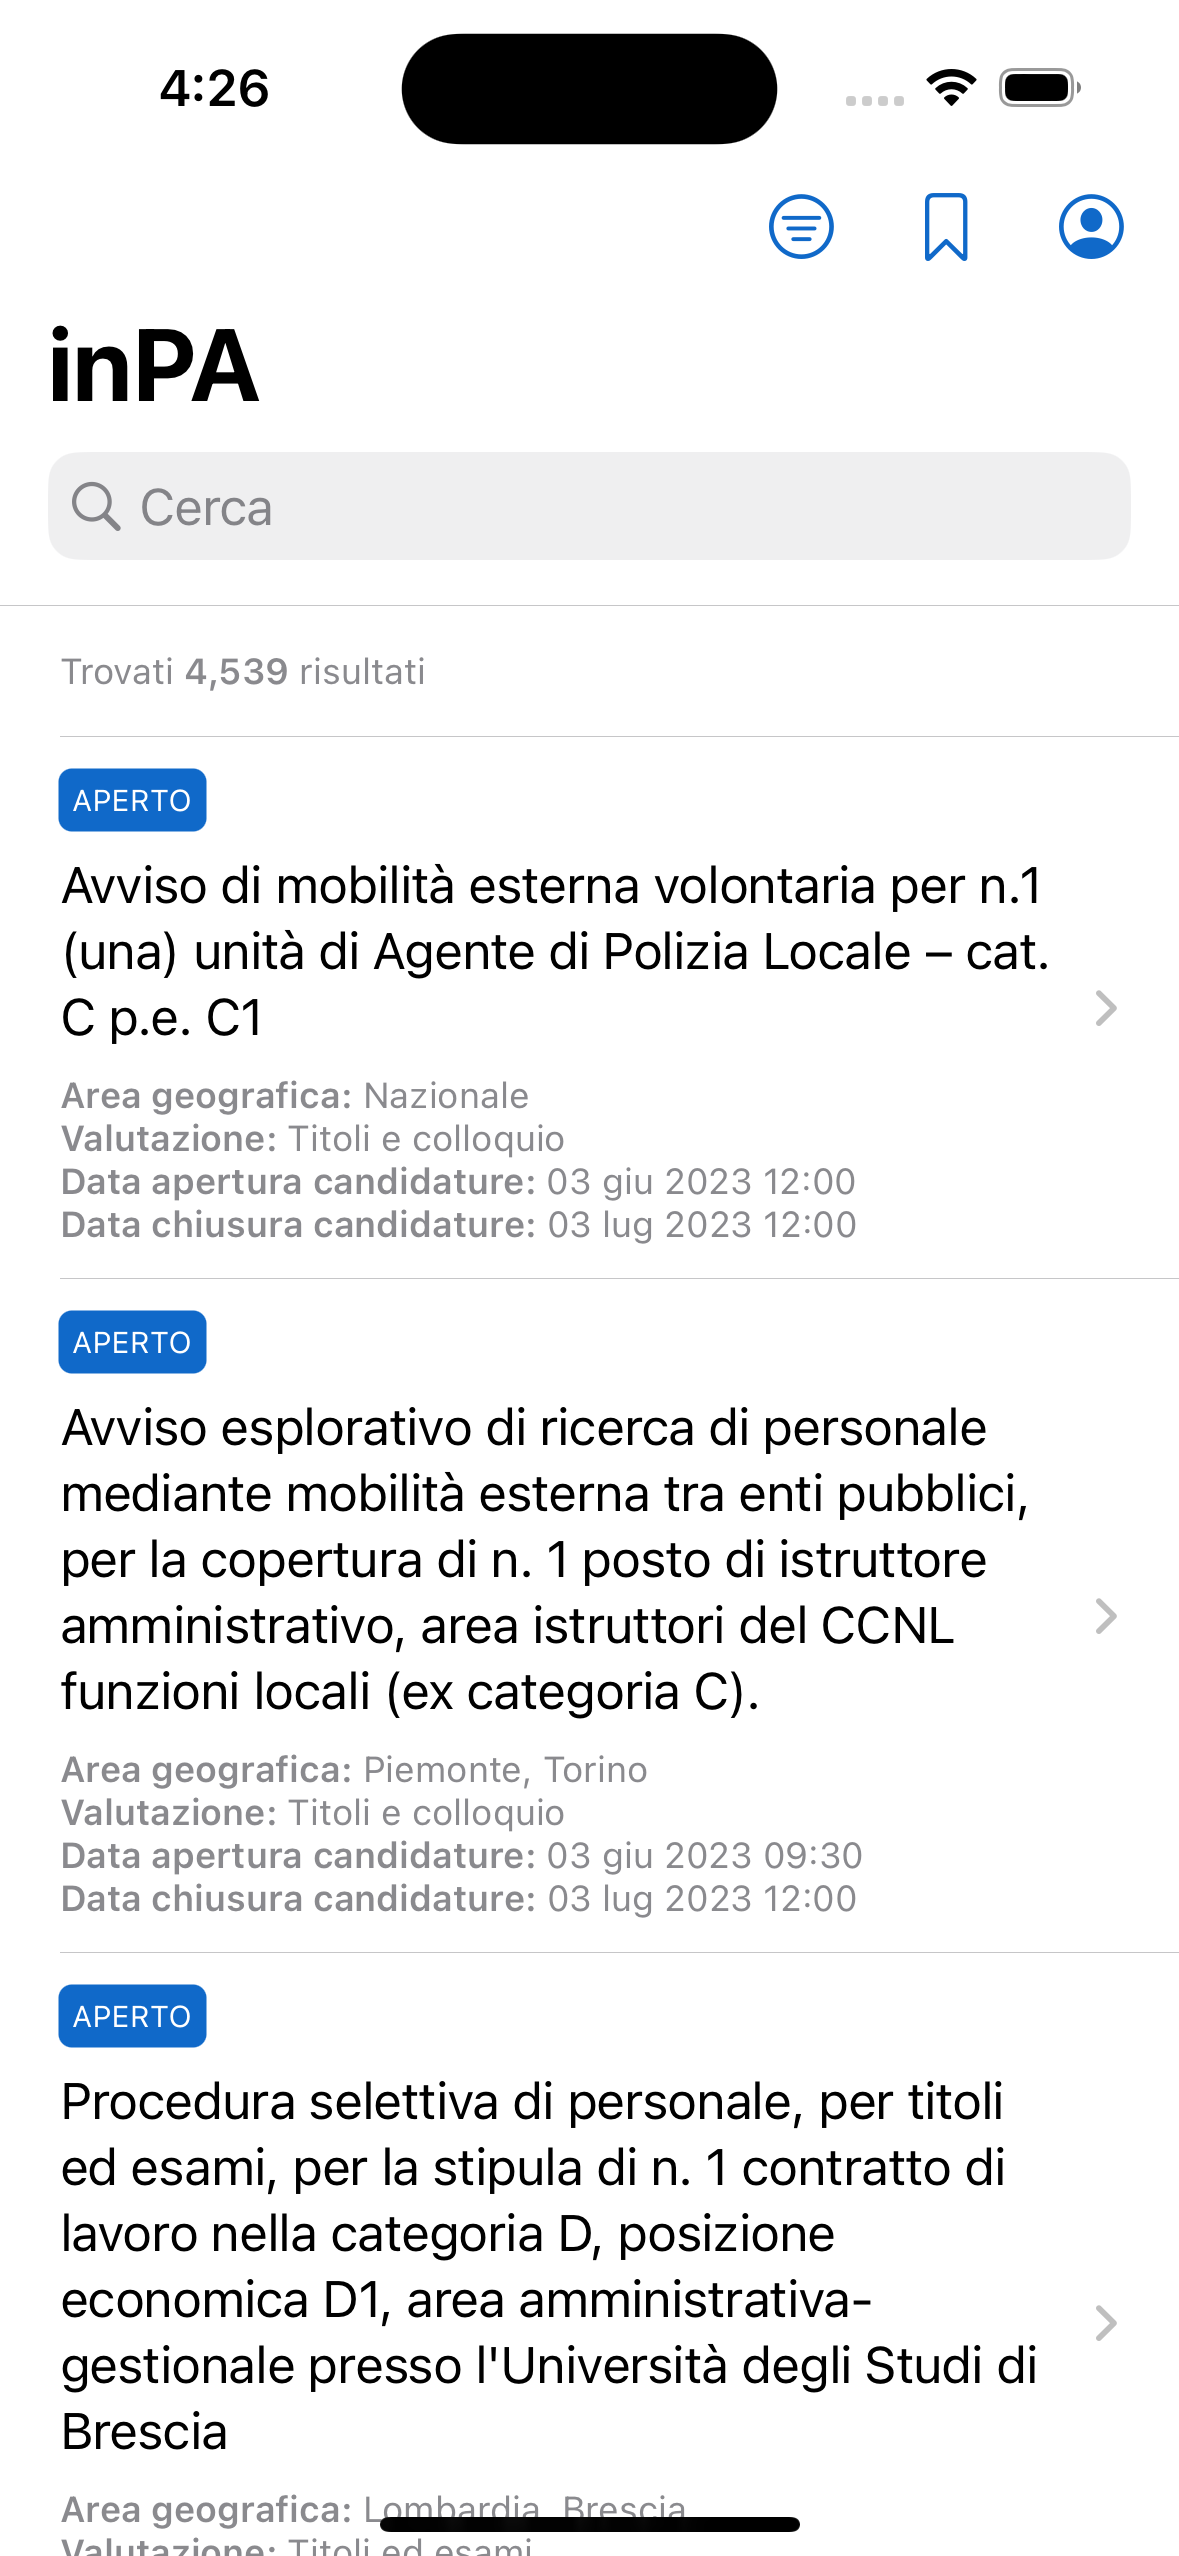 4:26
inPA
Cerca
Trovati 4,539 risultati
APERTO
Avviso di mobilità esterna volontaria per n.1
(una) unità di Agente di Polizia Locale – cat.
C p.e. C1
Area geografica: Nazionale
Valutazione: Titoli e colloquio
Data apertura candidature: 03 giu 2023 12:00
Data chiusura candidature: 03 lug 2023 12:00
APERTO
Avviso esplorativo di ricerca di personale
mediante mobilità esterna tra enti pubblici,
per la copertura di n. 1 posto di istruttore
amministrativo, area istruttori del CCNL
funzioni locali (ex categoria C).
Area geografica: Piemonte, Torino
Valutazione: Titoli e colloquio
Data apertura candidature: 03 giu 2023 09:30
Data chiusura candidature: 03 lug 2023 12:00
APERTO
Procedura selettiva di personale, per titoli
ed esami, per la stipula di n. 1 contratto di
lavoro nella categoria D, posizione
economica D1, area amministrativa-
gestionale presso l'Università degli Studi di
Brescia
Area geografica: Lombardia, Brescia
Valutazione: Titoli ed esami